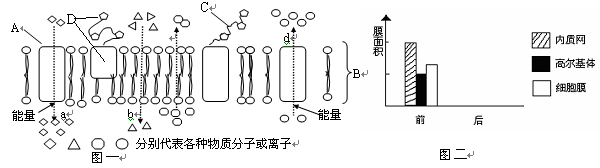 A
D
C
B
a
b
d
能量
能量
分别代表各种物质分子或离子
图一
膜面积
内质网
高尔基体
细胞膜
前 后
图二